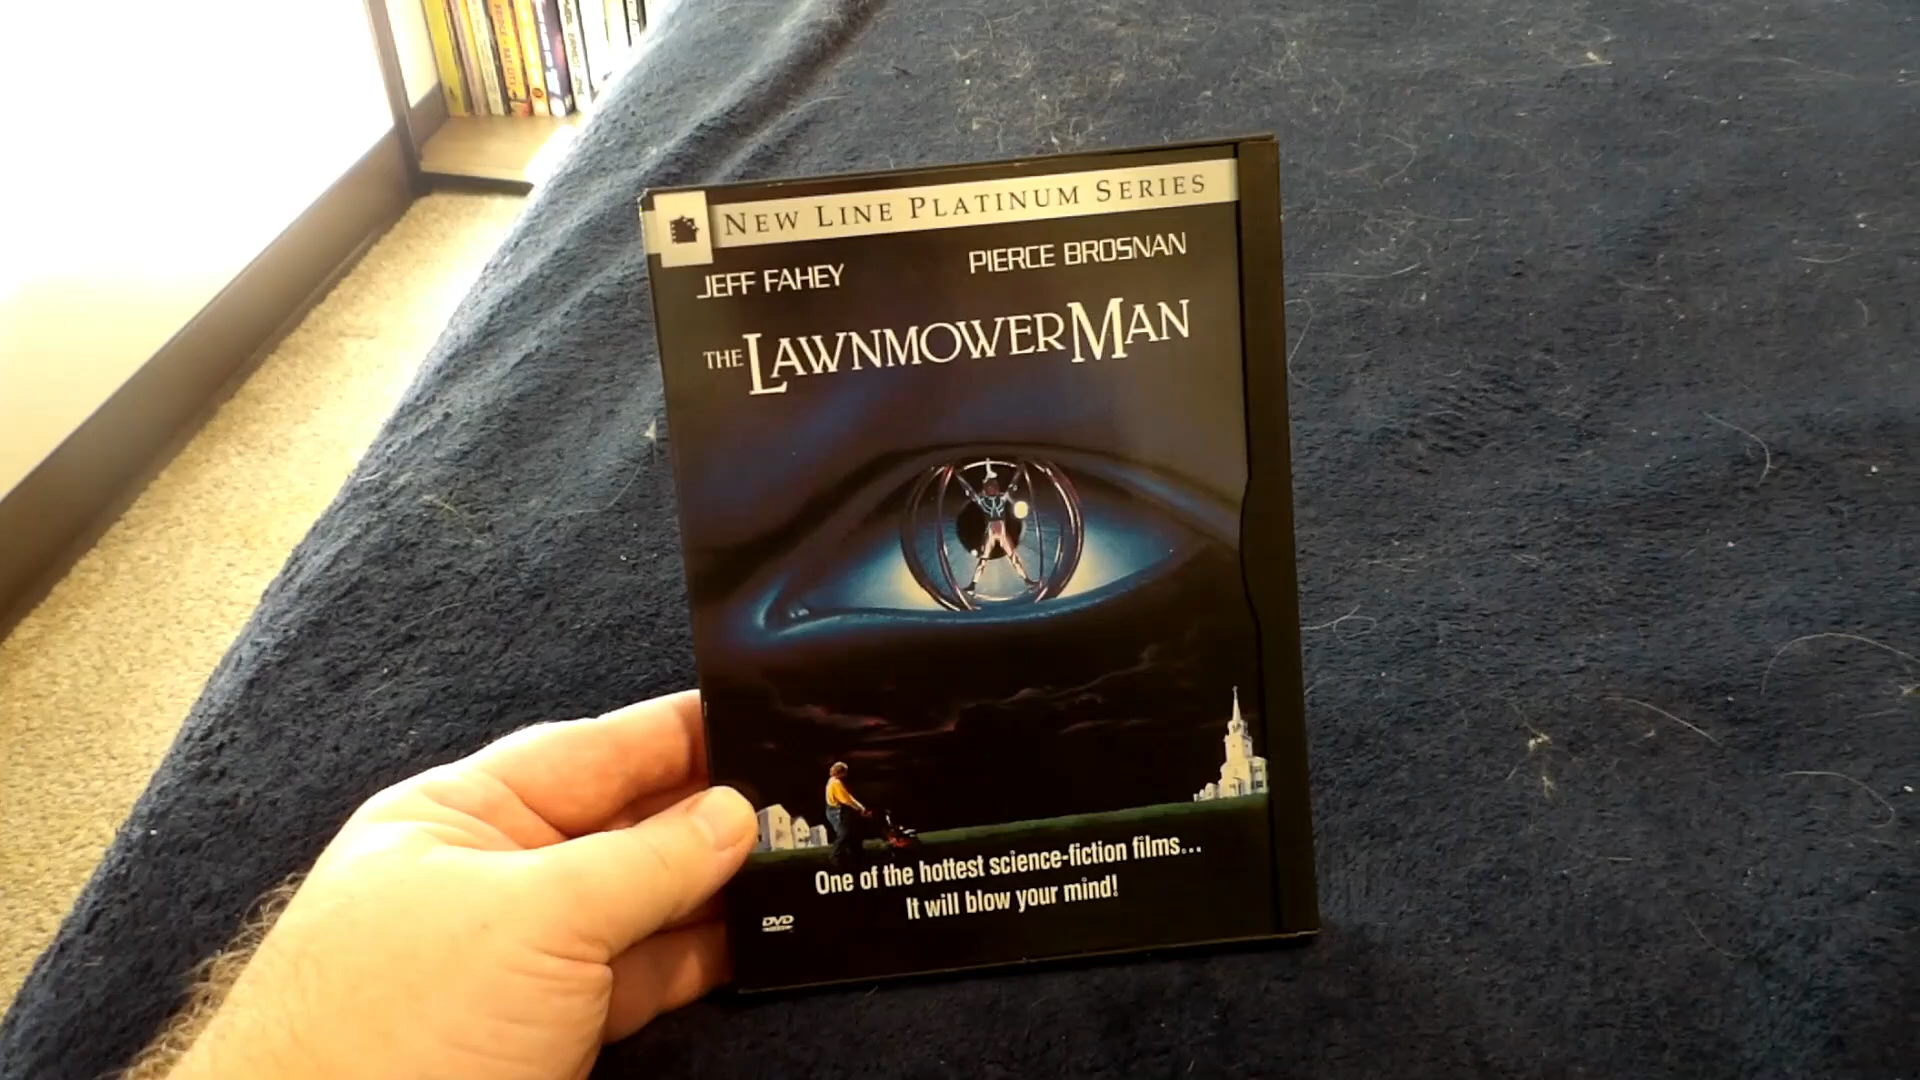 NEW LINE PLATINUM SERIES
JEFF FAHEY PIERCE BROSNAN
THE LAWNMOWER MAN
One of the hottest science-fiction films...
It will blow your mind!
DVD